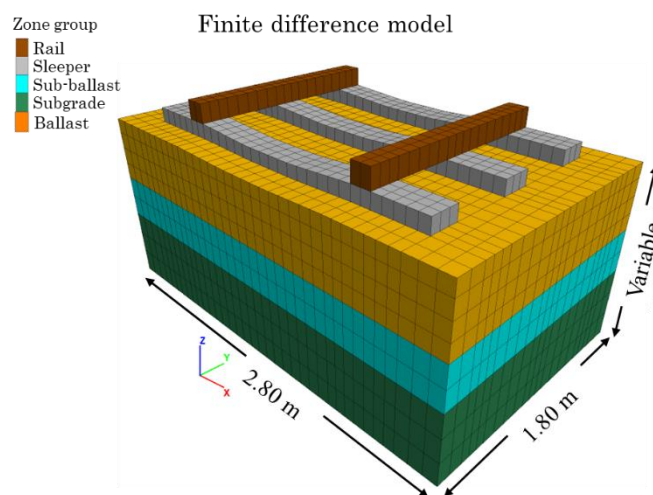 Finite difference model
Zone group
Rail
Sleeper
Sub-ballast
Subgrade
Ballast
Variable
Z
Y
X
2.80 m
1.80 m